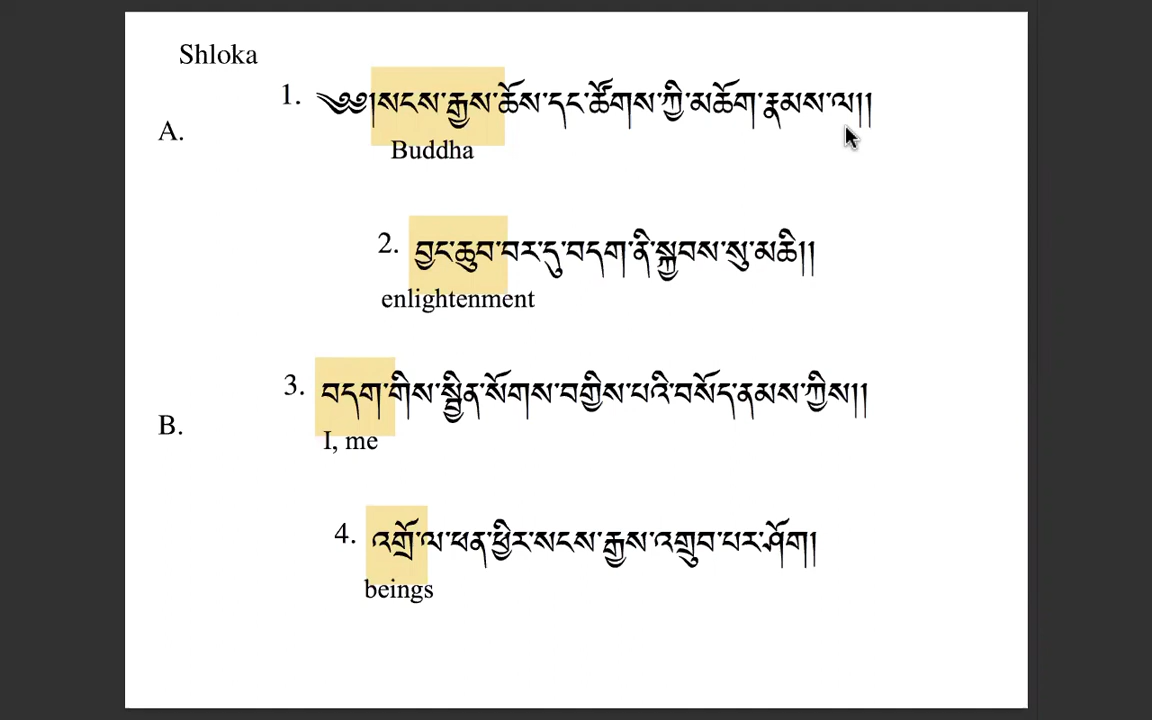 Shloka
1. ༄༅།སངས་རྒྱས་ཆོས་དང་ཚོགས་ཀྱི་མཆོག་རྣམས་ལ།།
A.
Buddha
2. བྱང་ཆུབ་བར་དུ་བདག་ནི་སྐྱབས་སུ་མཆི།།
enlightenment
3. བདག་གིས་སྦྱིན་སོགས་བགྱིས་པའི་བསོད་ནམས་ཀྱིས།།
B.
I, me
4. འགྲོ་ལ་ཕན་ཕྱིར་སངས་རྒྱས་འགྲུབ་པར་ཤོག།
beings